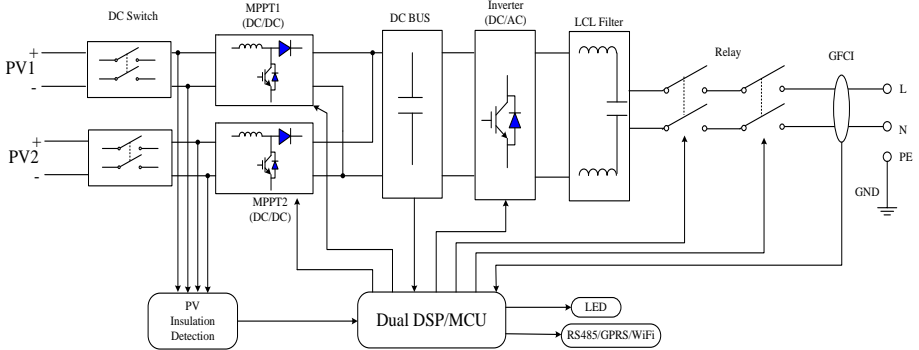 DC Switch
MPPT1
(DC/DC)
DC BUS
Inverter
(DC/AC)
LCL Filter
Relay
GFCI
+
PV1
-
+
PV2
-
L
N
PE
GND
MPPT2
(DC/DC)
PV
Insulation
Detection
Dual DSP/MCU
LED
RS485/GPRS/WiFi